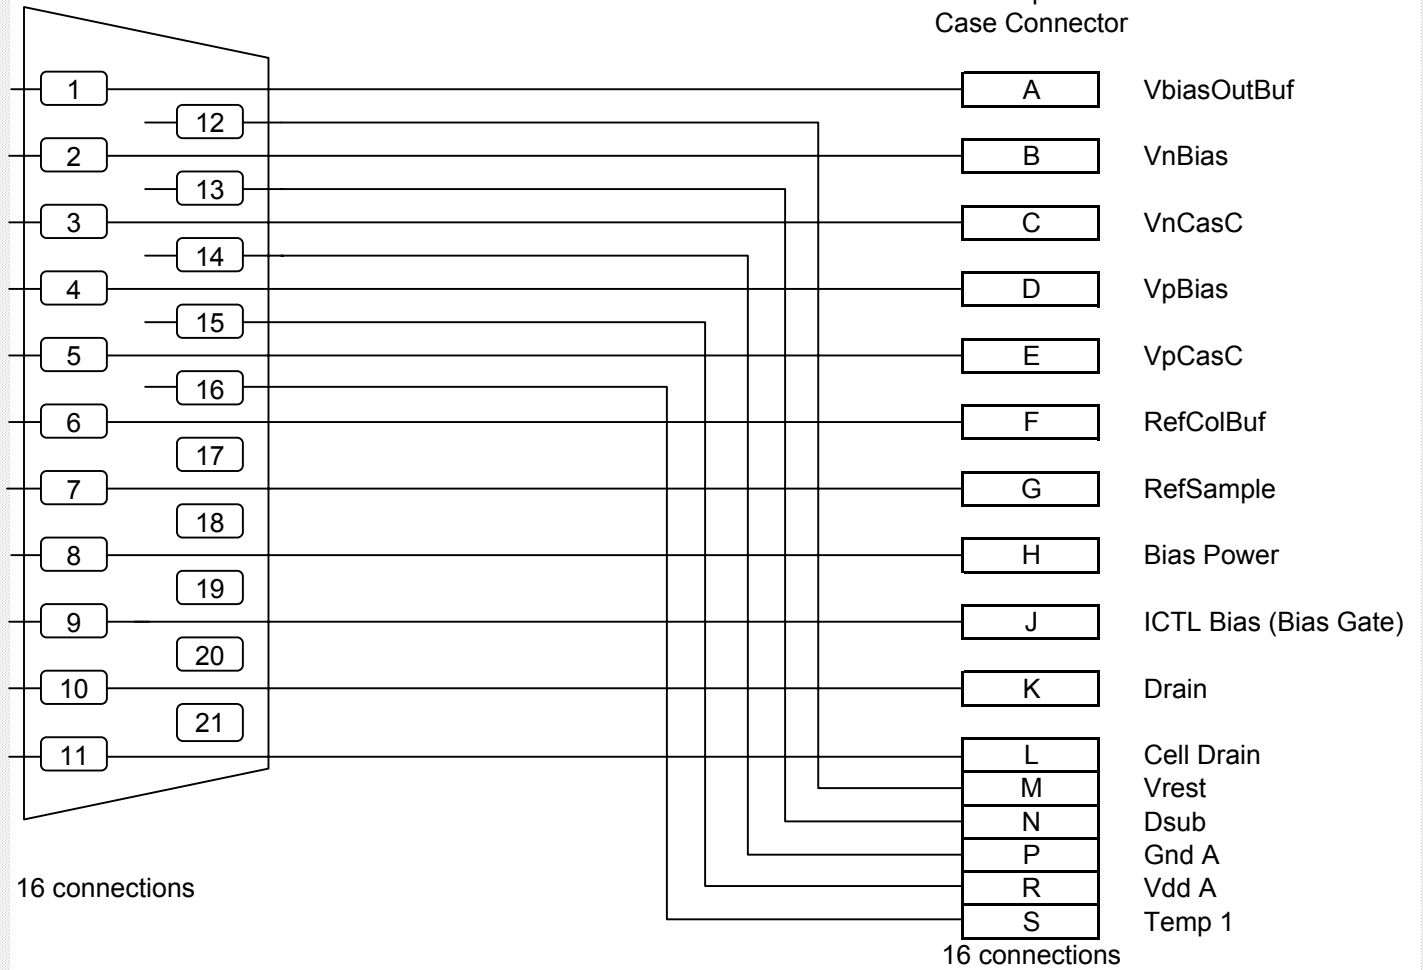 Case Connector
1 A VbiasOutBuf
12
2 B VnBias
13
3 C VnCasC
14
4 D VpBias
15
5 E VpCasC
16
6 F RefColBuf
17
7 G RefSample
18
8 H Bias Power
19
9 J ICTL Bias (Bias Gate)
20
10 K Drain
21
11 L Cell Drain
M Vrest
N Dsub
P Gnd A
16 connections R Vdd A
S Temp 1
16 connections